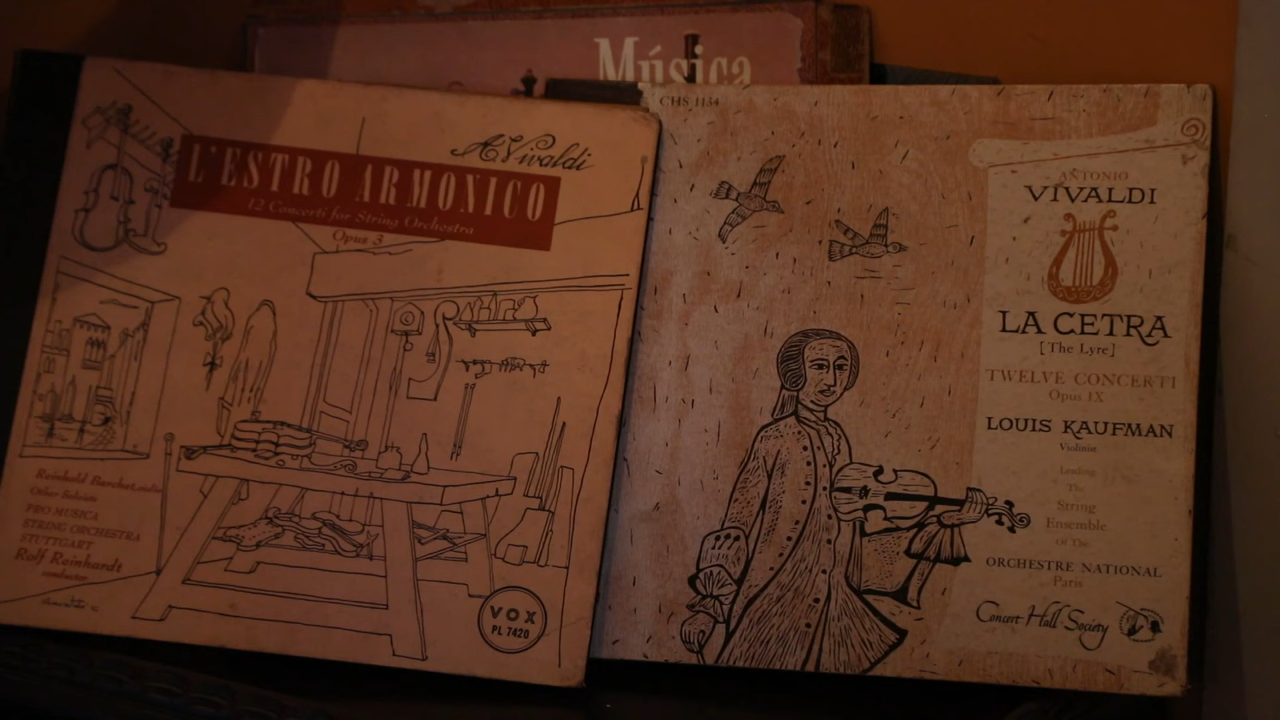 Música
A. Vivaldi
L'ESTRO ARMONICO
12 Concerti for String Orchestra
Opus 3
Reinhold Barchet, violin
Other Soloists
PRO MUSICA
STRING ORCHESTRA
STUTTGART
Rolf Reinhardt
conductor
VOX
PL 7420
CHS 1134
ANTONIO
VIVALDI
LA CETRA
[The Lyre]
TWELVE CONCERTI
Opus IX
LOUIS KAUFMAN
Violinist
Leading
The
String
Ensemble
Of The
ORCHESTRE NATIONAL
Paris
Concert Hall Society